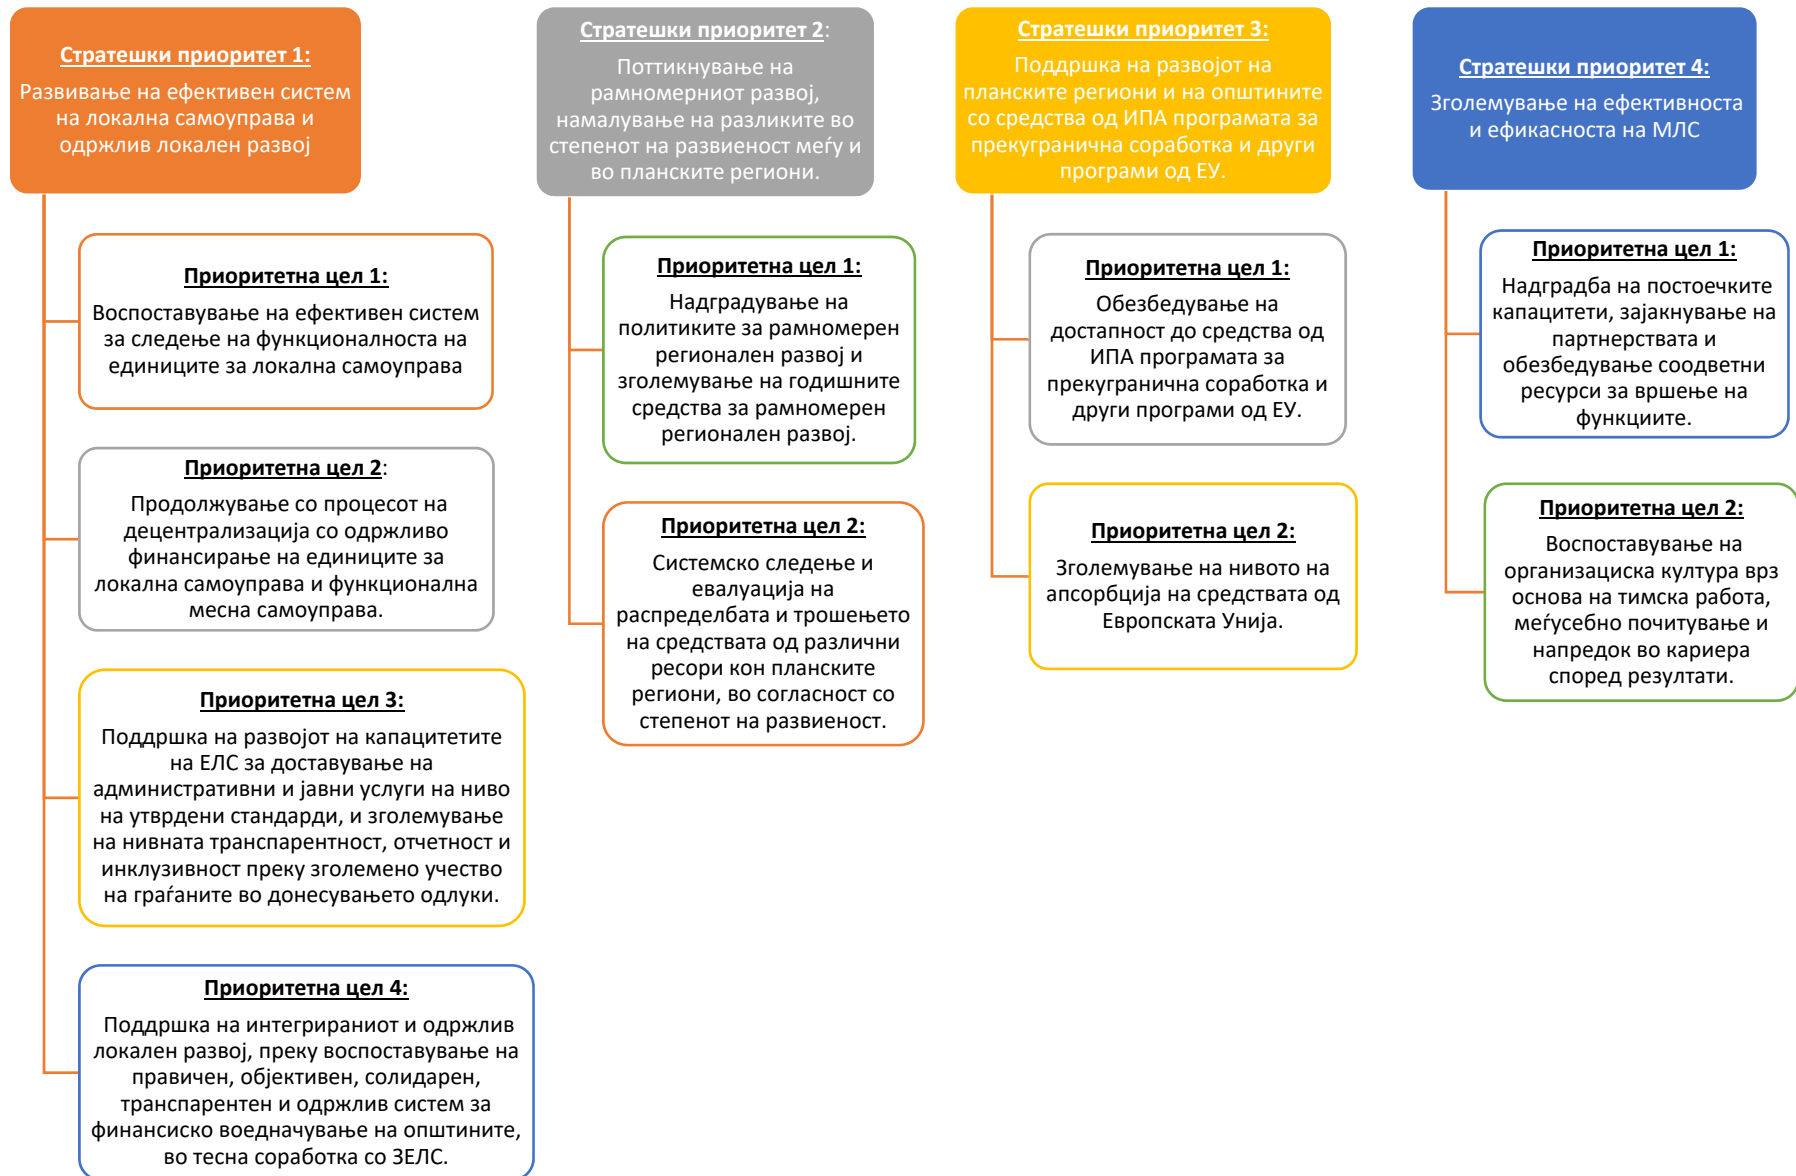 Стратешки приоритет 1:
Развивање на ефективен систем
на локална самоуправа и
одржлив локален развој
Приоритетна цел 1:
Воспоставување на ефективен систем
за следење на функционалноста на
единиците за локална самоуправа
Приоритетна цел 2:
Продолжување со процесот на
децентрализација со одржливо
финансирање на единиците за
локална самоуправа и функционална
месна самоуправа.
Приоритетна цел 3:
Поддршка на развојот на капацитетите
на ЕЛС за доставување на
административни и јавни услуги на ниво
на утврдени стандарди, и зголемување
на нивната транспарентност, отчетност и
инклузивност преку зголемено учество
на граѓаните во донесувањето одлуки.
Приоритетна цел 4:
Поддршка на интегрираниот и одржлив
локален развој, преку воспоставување на
правичен, објективен, солидарен,
транспарентен и одржлив систем за
финансиско воедначување на општините,
во тесна соработка со ЗЕЛС.
Стратешки приоритет 2:
Поттикнување на
рамномерниот развој,
намалување на разликите во
степенот на развиеност меѓу и
во планските региони.
Приоритетна цел 1:
Надградување на
политиките за рамномерен
регионален развој и
зголемување на годишните
средства за рамномерен
регионален развој.
Приоритетна цел 2:
Системско следење и
евалуација на
распределбата и трошењето
на средствата од различни
ресори кон планските
региони, во согласност со
степенот на развиеност.
Стратешки приоритет 3:
Поддршка на развојот на
планските региони и на општините
со средства од ИПА програмата за
прекугранична соработка и други
програми од ЕУ.
Приоритетна цел 1:
Обезбедување на
достапност до средства од
ИПА програмата за
прекугранична соработка и
други програми од ЕУ.
Приоритетна цел 2:
Зголемување на нивото на
апсорбција на средствата од
Европската Унија.
Стратешки приоритет 4:
Зголемување на ефективноста
и ефикасноста на МЛС
Приоритетна цел 1:
Надградба на постоечките
капацитети, зајакнување на
партнерствата и
обезбедување соодветни
ресурси за вршење на
функциите.
Приоритетна цел 2:
Воспоставување на
организациска култура врз
основа на тимска работа,
меѓусебно почитување и
напредок во кариера
според резултати.